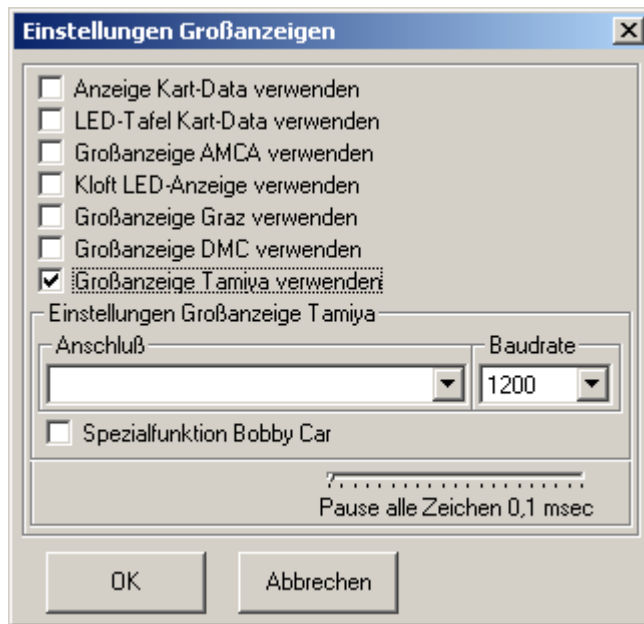 Einstellungen Großanzeigen
Anzeige Kart-Data verwenden
LED-Tafel Kart-Data verwenden
Großanzeige AMCA verwenden
Kloft LED-Anzeige verwenden
Großanzeige Graz verwenden
Großanzeige DMC verwenden
Großanzeige Tamiya verwenden
Einstellungen Großanzeige Tamiya
Anschluß Baudrate
1200
Spezialfunktion Bobby Car
Pause alle Zeichen 0,1 msec
OK Abbrechen